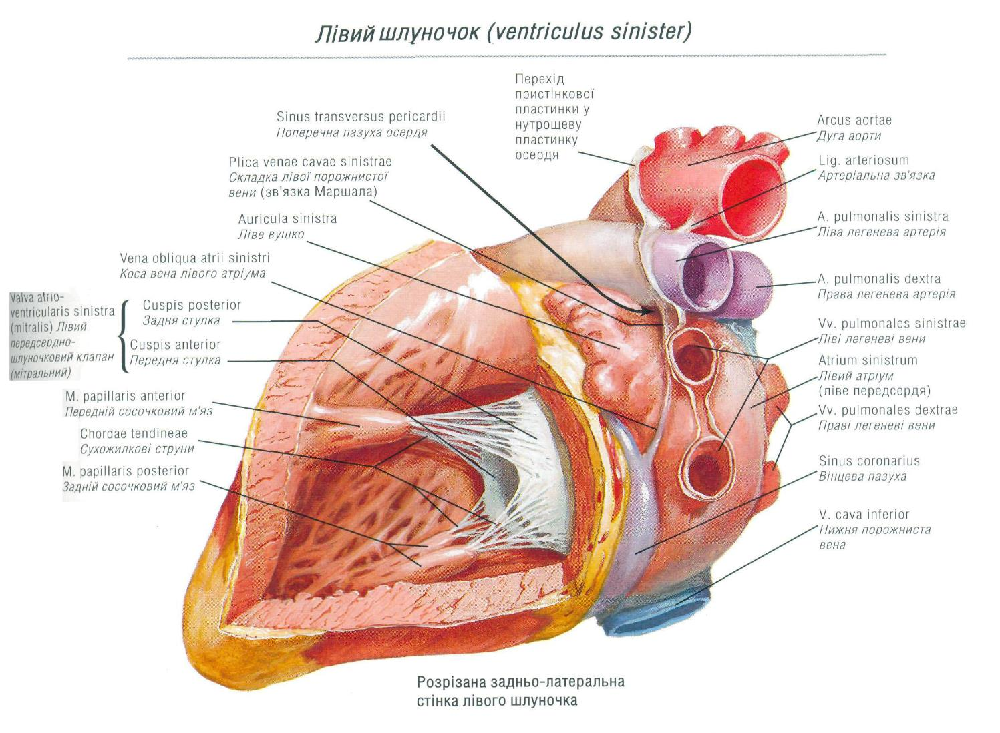 Лівий шлуночок (ventriculus sinister)
Перехід
пристінкової
пластинки у
нутрощеву
пластинку
осердя
Sinus transversus pericardii
Поперечна пазуха осердя
Plica venae cavae sinistrae
Складка лівої порожнистої
вени (зв'язка Маршала)
Auricula sinistra
Ліве вушко
Vena obliqua atrii sinistri
Коса вена лівого атріума
Valva atrio-
ventricularis sinistra
(mitralis) Лівий
передсердно-
шлуночковий клапан
(мітральний)
Cuspis posterior
Задня стулка
Cuspis anterior
Передня стулка
M. papillaris anterior
Передній сосочковий м'яз
Chordae tendineae
Сухожилкові струни
M. papillaris posterior
Задній сосочковий м'яз
Arcus aortae
Дуга аорти
Lig. arteriosum
Артеріальна зв'язка
A. pulmonalis sinistra
Ліва легенева артерія
A. pulmonalis dextra
Права легенева артерія
Vv. pulmonales sinistrae
Ліві легеневі вени
Atrium sinistrum
Лівий атріум
(ліве передсердя)
Vv. pulmonales dextrae
Праві легеневі вени
Sinus coronarius
Вінцева пазуха
V. cava inferior
Нижня порожниста
вена
Розрізана задньо-латеральна
стінка лівого шлуночка